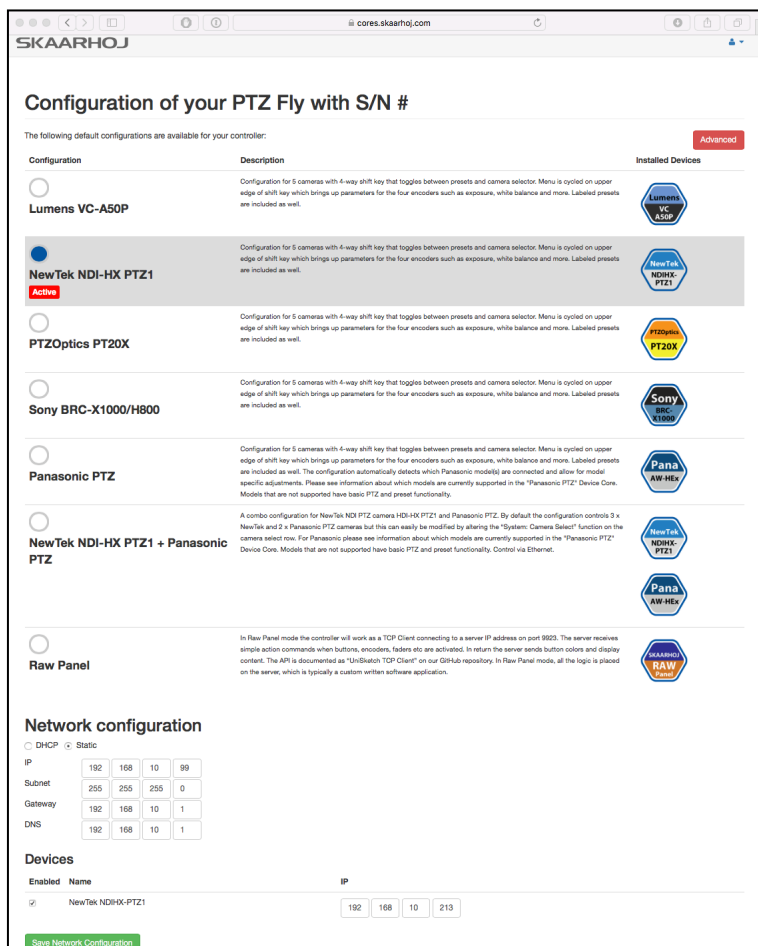 cores.skaarhoj.com
SKAARHOJ
Configuration of your PTZ Fly with S/N #
The following default configurations are available for your controller:
Advanced
Configuration Description Installed Devices
Lumens VC-A50P
Configuration for 5 cameras with 4-way shift key that toggles between presets and camera selector. Menu is cycled on upper
edge of shift key which brings up parameters for the four encoders such as exposure, white balance and more. Labeled presets
are included as well.
Lumens
VC
A50P
NewTek NDI-HX PTZ1
Active
Configuration for 5 cameras with 4-way shift key that toggles between presets and camera selector. Menu is cycled on upper
edge of shift key which brings up parameters for the four encoders such as exposure, white balance and more. Labeled presets
are included as well.
NewTek
NDIHX-
PTZ1
PTZOptics PT20X
Configuration for 5 cameras with 4-way shift key that toggles between presets and camera selector. Menu is cycled on upper
edge of shift key which brings up parameters for the four encoders such as exposure, white balance and more. Labeled presets
are included as well.
PTZOptics
PT20X
Sony BRC-X1000/H800
Configuration for 5 cameras with 4-way shift key that toggles between presets and camera selector. Menu is cycled on upper
edge of shift key which brings up parameters for the four encoders such as exposure, white balance and more. Labeled presets
are included as well.
Sony
BRC-
X1000
Panasonic PTZ
Configuration for 5 cameras with 4-way shift key that toggles between presets and camera selector. Menu is cycled on upper
edge of shift key which brings up parameters for the four encoders such as exposure, white balance and more. Labeled presets
are included as well. The configuration automatically detects which Panasonic model(s) are connected and allow for model
specific adjustments. Please see information about which models are currently supported in the "Panasonic PTZ" Device Core.
Models that are not supported have basic PTZ and preset functionality.
Pana
AW-HEx
NewTek NDI-HX PTZ1 + Panasonic
PTZ
A combo configuration for NewTek NDI PTZ camera HDI-HX PTZ1 and Panasonic PTZ. By default the configuration controls 3 x
NewTek and 2 x Panasonic PTZ cameras but this can easily be modified by altering the "System: Camera Select" function on the
camera select row. For Panasonic please see information about which models are currently supported in the "Panasonic PTZ"
Device Core. Models that are not supported have basic PTZ and preset functionality. Control via Ethernet.
NewTek
NDIHX-
PTZ1
Pana
AW-HEx
Raw Panel
In Raw Panel mode the controller will work as a TCP Client connecting to a server IP address on port 9923. The server receives
simple action commands when buttons, encoders, faders etc are activated. In return the server sends button colors and display
content. The API is documented as "UniSketch TCP Client" on our GitHub repository. In Raw Panel mode, all the logic is placed
on the server, which is typically a custom written software application.
SKAARHOJ
RAW
Panel
Network configuration
DHCP Static
IP 192 168 10 99
Subnet 255 255 255 0
Gateway 192 168 10 1
DNS 192 168 10 1
Devices
Enabled Name IP
NewTek NDIHX-PTZ1 192 168 10 213
Save Network Configuration